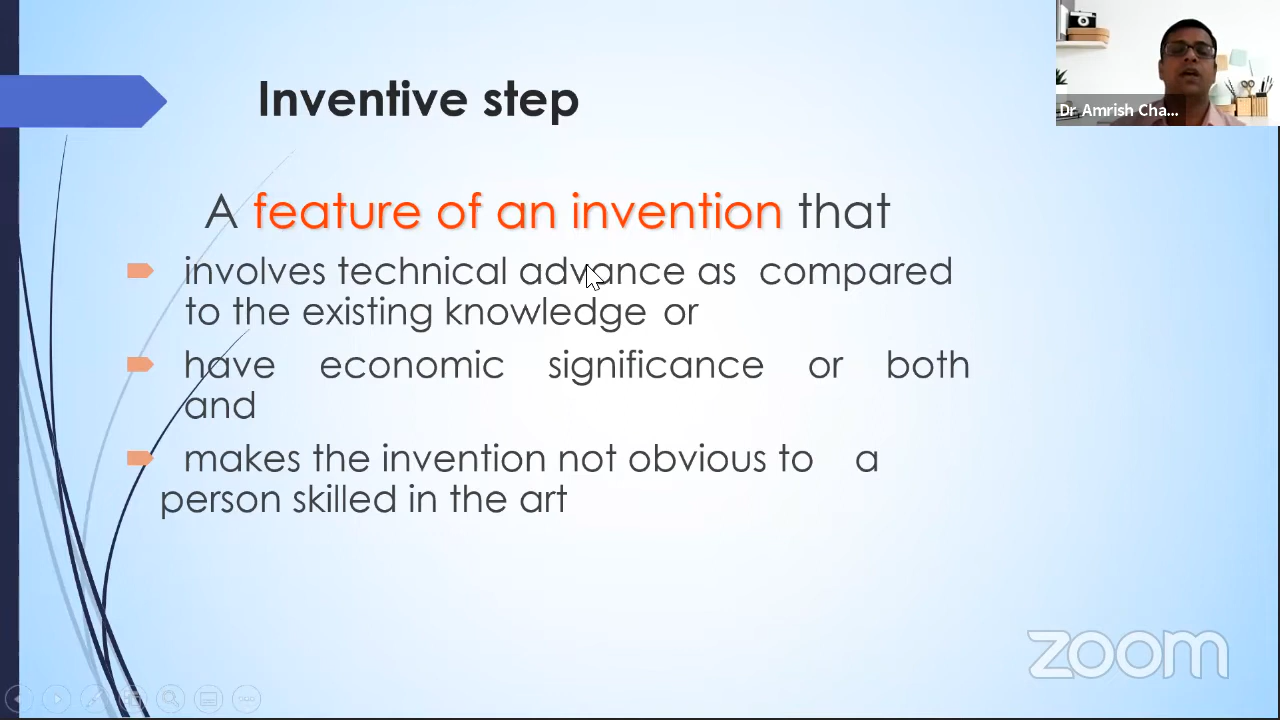 Inventive step
Dr Amrish Cha...
A feature of an invention that
involves technical advance as compared
to the existing knowledge or
have economic significance or both
and
makes the invention not obvious to a
person skilled in the art
zoom